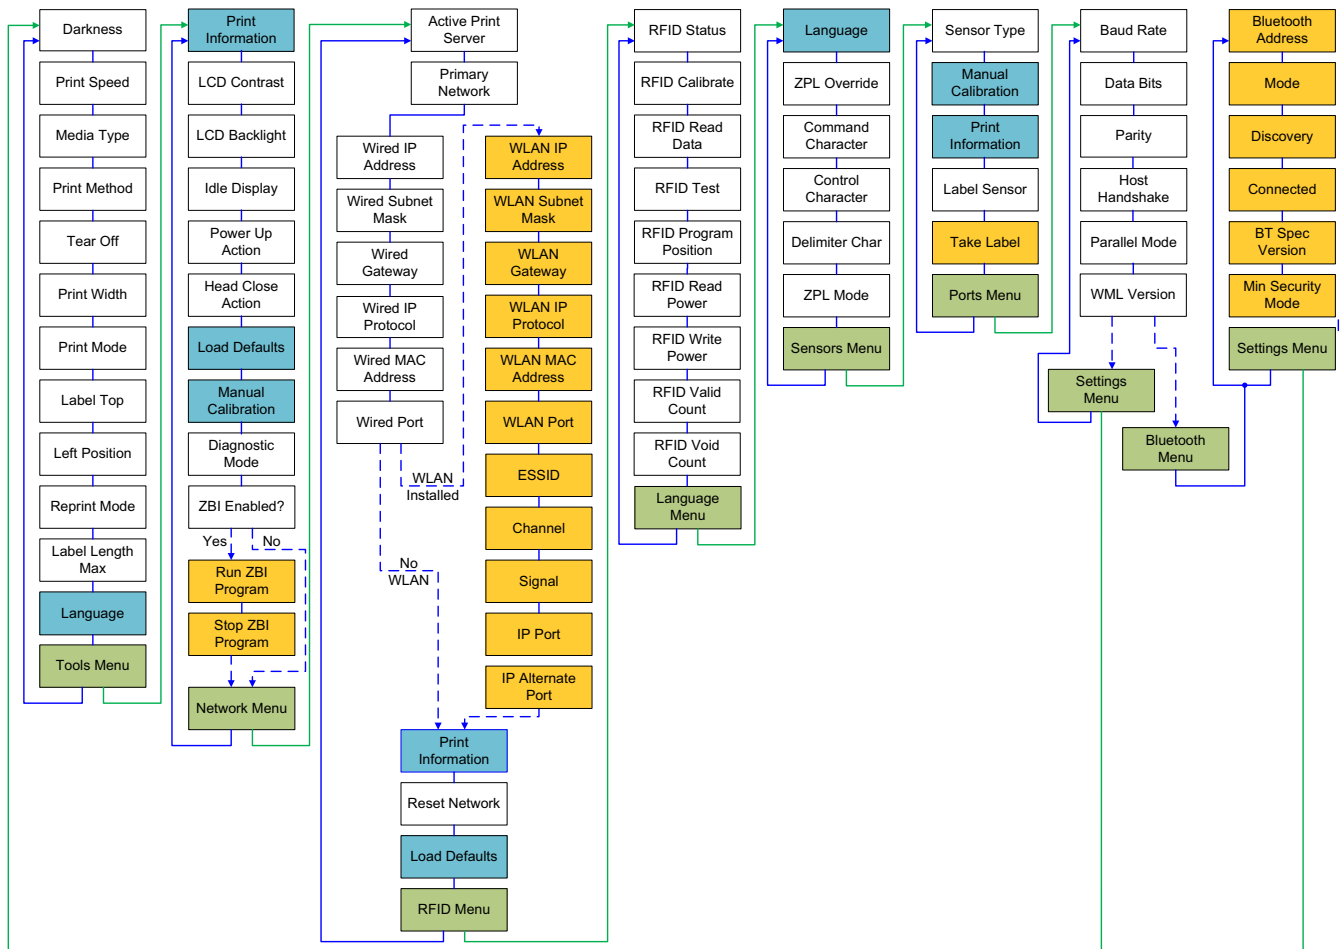 Darkness
Print Speed
Media Type
Print Method
Tear Off
Print Width
Print Mode
Label Top
Left Position
Reprint Mode
Label Length
Max
Language
Tools Menu
Print
Information
LCD Contrast
LCD Backlight
Idle Display
Power Up
Action
Head Close
Action
Load Defaults
Manual
Calibration
Diagnostic
Mode
ZBI Enabled?
Yes
No
Run ZBI
Program
Stop ZBI
Program
Network Menu
Active Print
Server
Primary
Network
Wired IP
Address
Wired Subnet
Mask
Wired
Gateway
Wired IP
Protocol
Wired MAC
Address
Wired Port
WLAN
Installed
No
WLAN
WLAN IP
Address
WLAN Subnet
Mask
WLAN
Gateway
WLAN IP
Protocol
WLAN MAC
Address
WLAN Port
ESSID
Channel
Signal
IP Port
IP Alternate
Port
Print
Information
Reset Network
Load Defaults
RFID Menu
RFID Status
RFID Calibrate
RFID Read
Data
RFID Test
RFID Program
Position
RFID Read
Power
RFID Write
Power
RFID Valid
Count
RFID Void
Count
Language
Menu
Language
ZPL Override
Command
Character
Control
Character
Delimiter Char
ZPL Mode
Sensors Menu
Sensor Type
Manual
Calibration
Print
Information
Label Sensor
Take Label
Ports Menu
Baud Rate
Data Bits
Parity
Host
Handshake
Parallel Mode
WML Version
Settings
Menu
Bluetooth
Menu
Bluetooth
Address
Mode
Discovery
Connected
BT Spec
Version
Min Security
Mode
Settings Menu